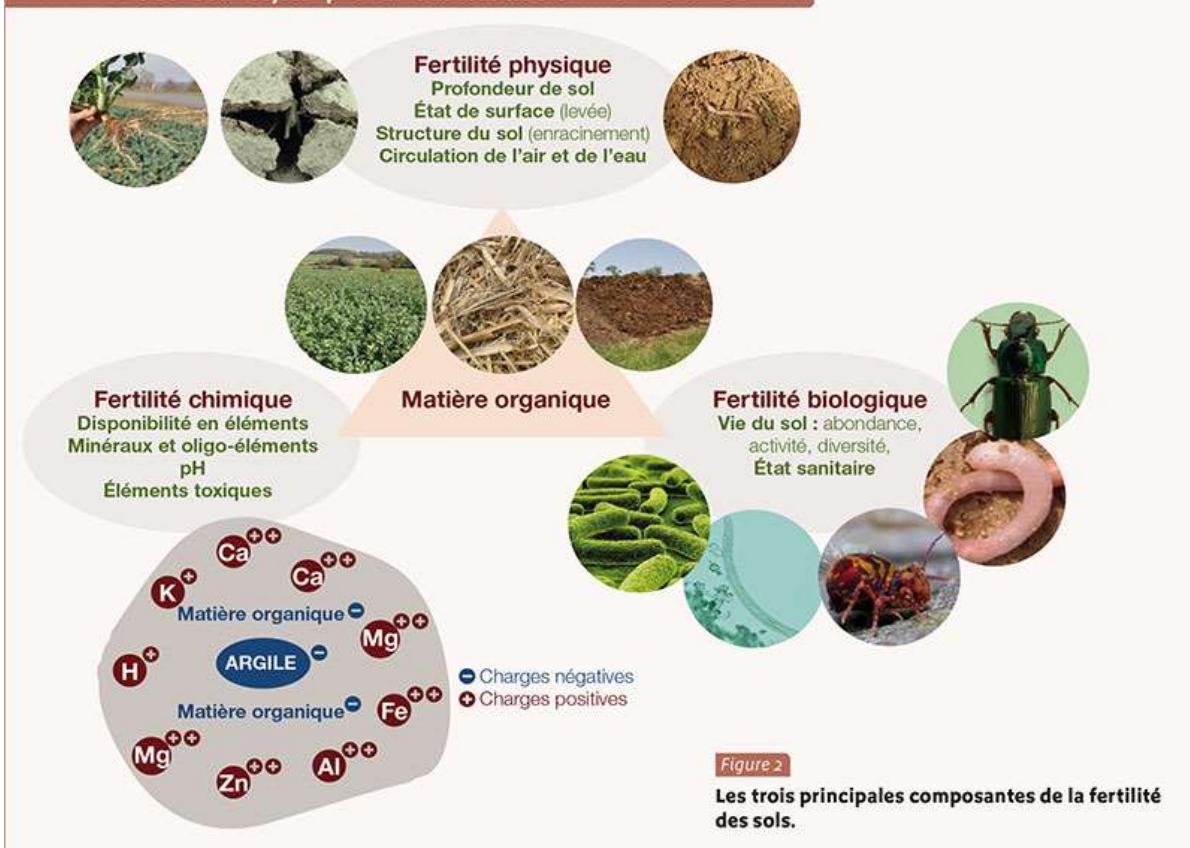 Fertilité physique
Profondeur de sol
État de surface (levée)
Structure du sol (enracinement)
Circulation de l'air et de l'eau
Matière organique
Fertilité chimique
Disponibilité en éléments
Minéraux et oligo-éléments
pH
Éléments toxiques
Fertilité biologique
Vie du sol : abondance,
activité, diversité,
État sanitaire
Ca++
Ca++
K+
Matière organique -
Mg++
H+
ARGILE -
Matière organique -
Fe++
Mg++
Zn++
Al++
- Charges négatives
+ Charges positives
Figure 2
Les trois principales composantes de la fertilité
des sols.